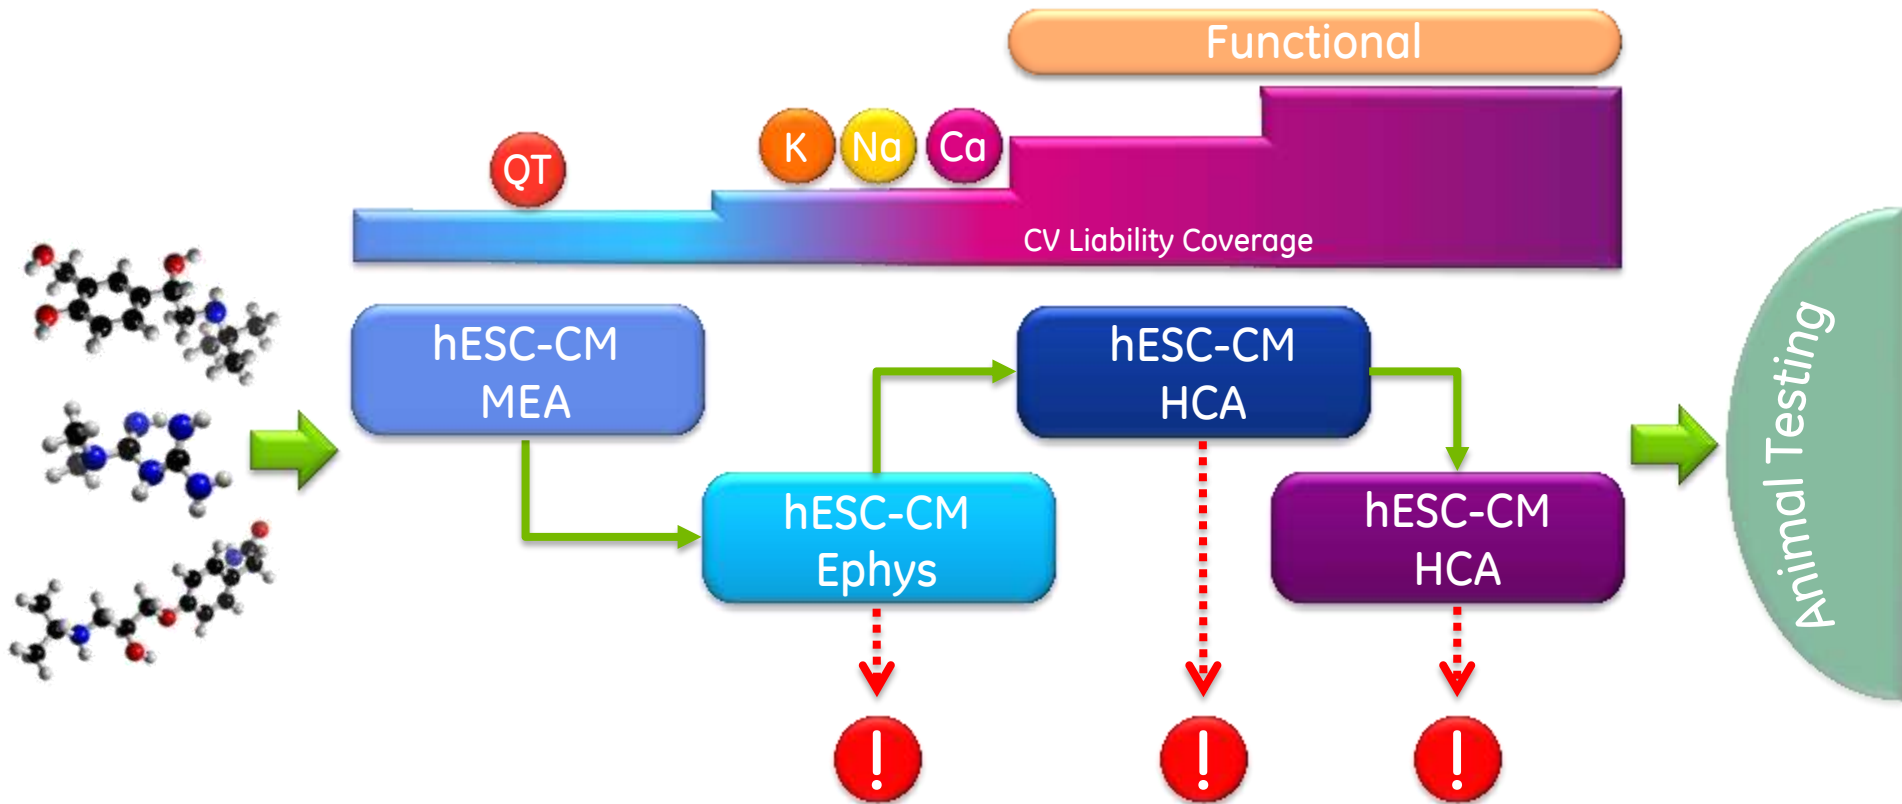 Functional
QT
K
Na
Ca
CV Liability Coverage
hESC-CM
MEA
hESC-CM
Ephys
hESC-CM
HCA
hESC-CM
HCA
Animal Testing
!
!
!